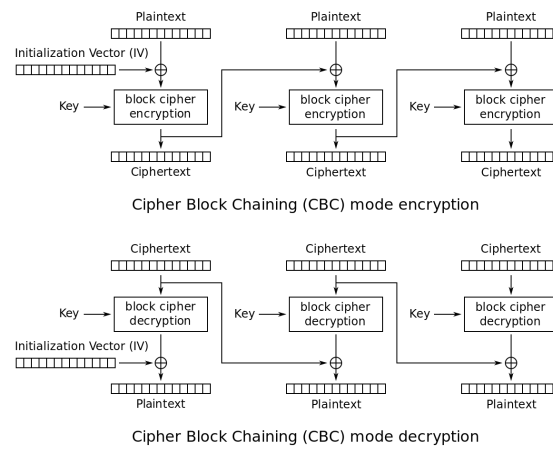 Plaintext Plaintext Plaintext
Initialization Vector (IV)
Key block cipher encryption Key block cipher encryption Key block cipher encryption
Ciphertext Ciphertext Ciphertext
Cipher Block Chaining (CBC) mode encryption
Ciphertext Ciphertext Ciphertext
Key block cipher decryption Key block cipher decryption Key block cipher decryption
Initialization Vector (IV)
Plaintext Plaintext Plaintext
Cipher Block Chaining (CBC) mode decryption